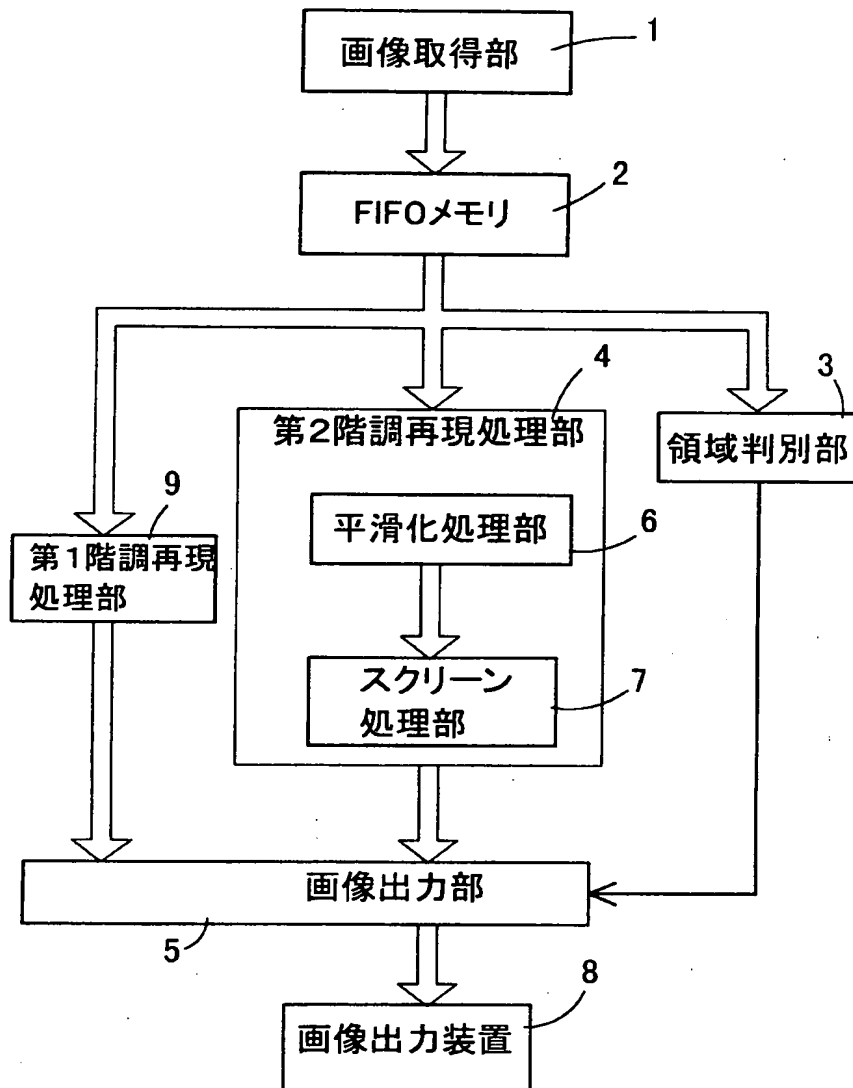 画像取得部
1
FIFOメモリ
2
第2階調再現処理部
4
領域判別部
3
第1階調再現
処理部
9
平滑化処理部
6
スクリーン
処理部
7
画像出力部
5
画像出力装置
8